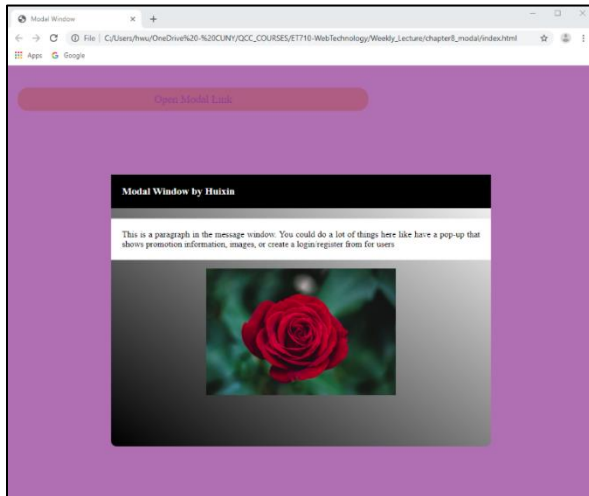 Modal Window
File | C:/Users/hwu/OneDrive%20-%20CUNY/QCC_COURSES/ET710-WebTechnology/Weekly_Lecture/chapter8_modal/index.html
Apps Google
Open Modal Link
Modal Window by Huixin
This is a paragraph in the message window. You could do a lot of things here like have a pop-up that
shows promotion information, images, or create a login/register from for users